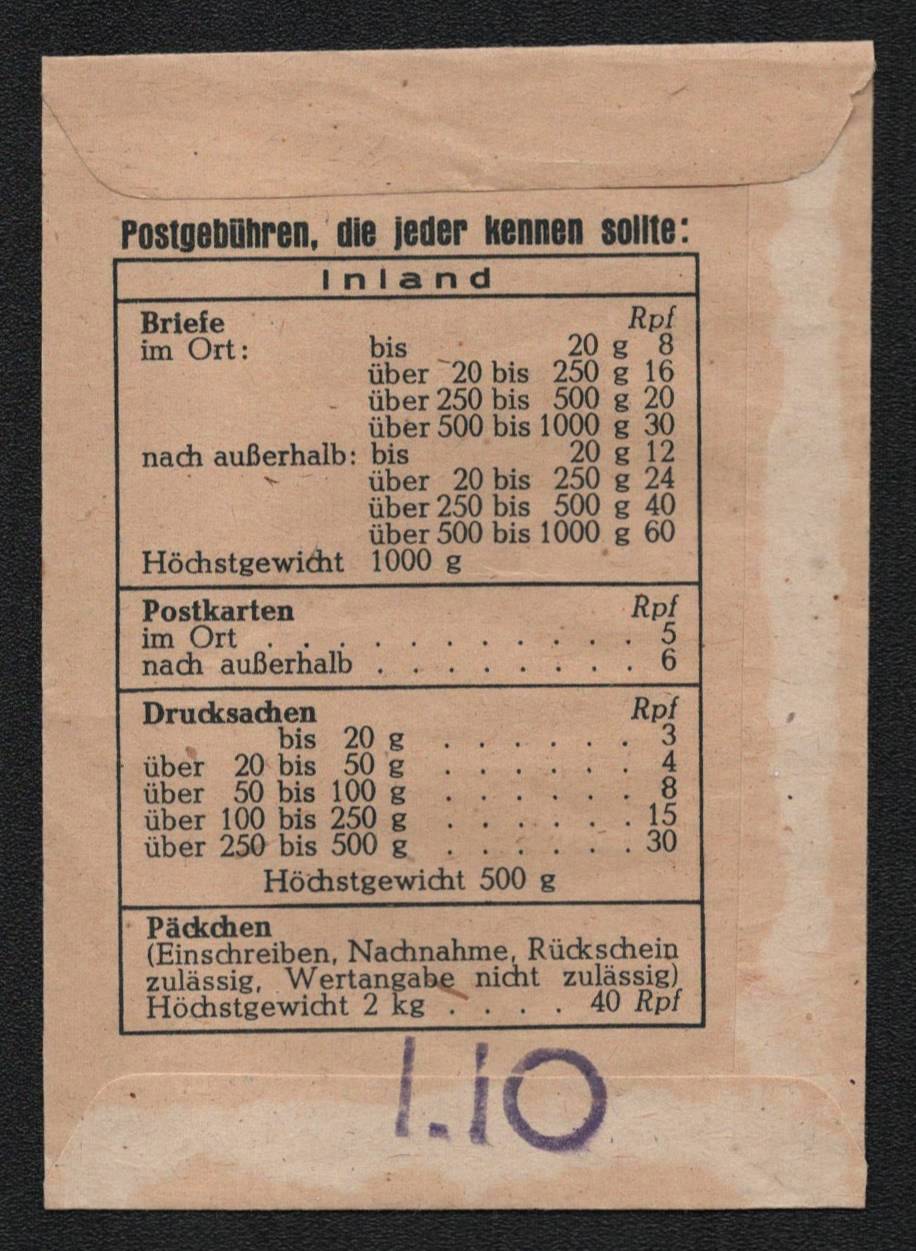 Postgebühren, die jeder kennen sollte:
Inland
Briefe Rpf
im Ort: bis 20 g 8
über 20 bis 250 g 16
über 250 bis 500 g 20
über 500 bis 1000 g 30
nach außerhalb: bis 20 g 12
über 20 bis 250 g 24
über 250 bis 500 g 40
über 500 bis 1000 g 60
Höchstgewicht 1000 g
Postkarten Rpf
im Ort . . . . . . . . . . . . 5
nach außerhalb . . . . . . . . 6
Drucksachen Rpf
bis 20 g . . . . . . 3
über 20 bis 50 g . . . . . . 4
über 50 bis 100 g . . . . . . 8
über 100 bis 250 g . . . . . . 15
über 250 bis 500 g . . . . . . 30
Höchstgewicht 500 g
Päckchen
(Einschreiben, Nachnahme, Rückschein
zulässig, Wertangabe nicht zulässig)
Höchstgewicht 2 kg . . . . 40 Rpf
1.10